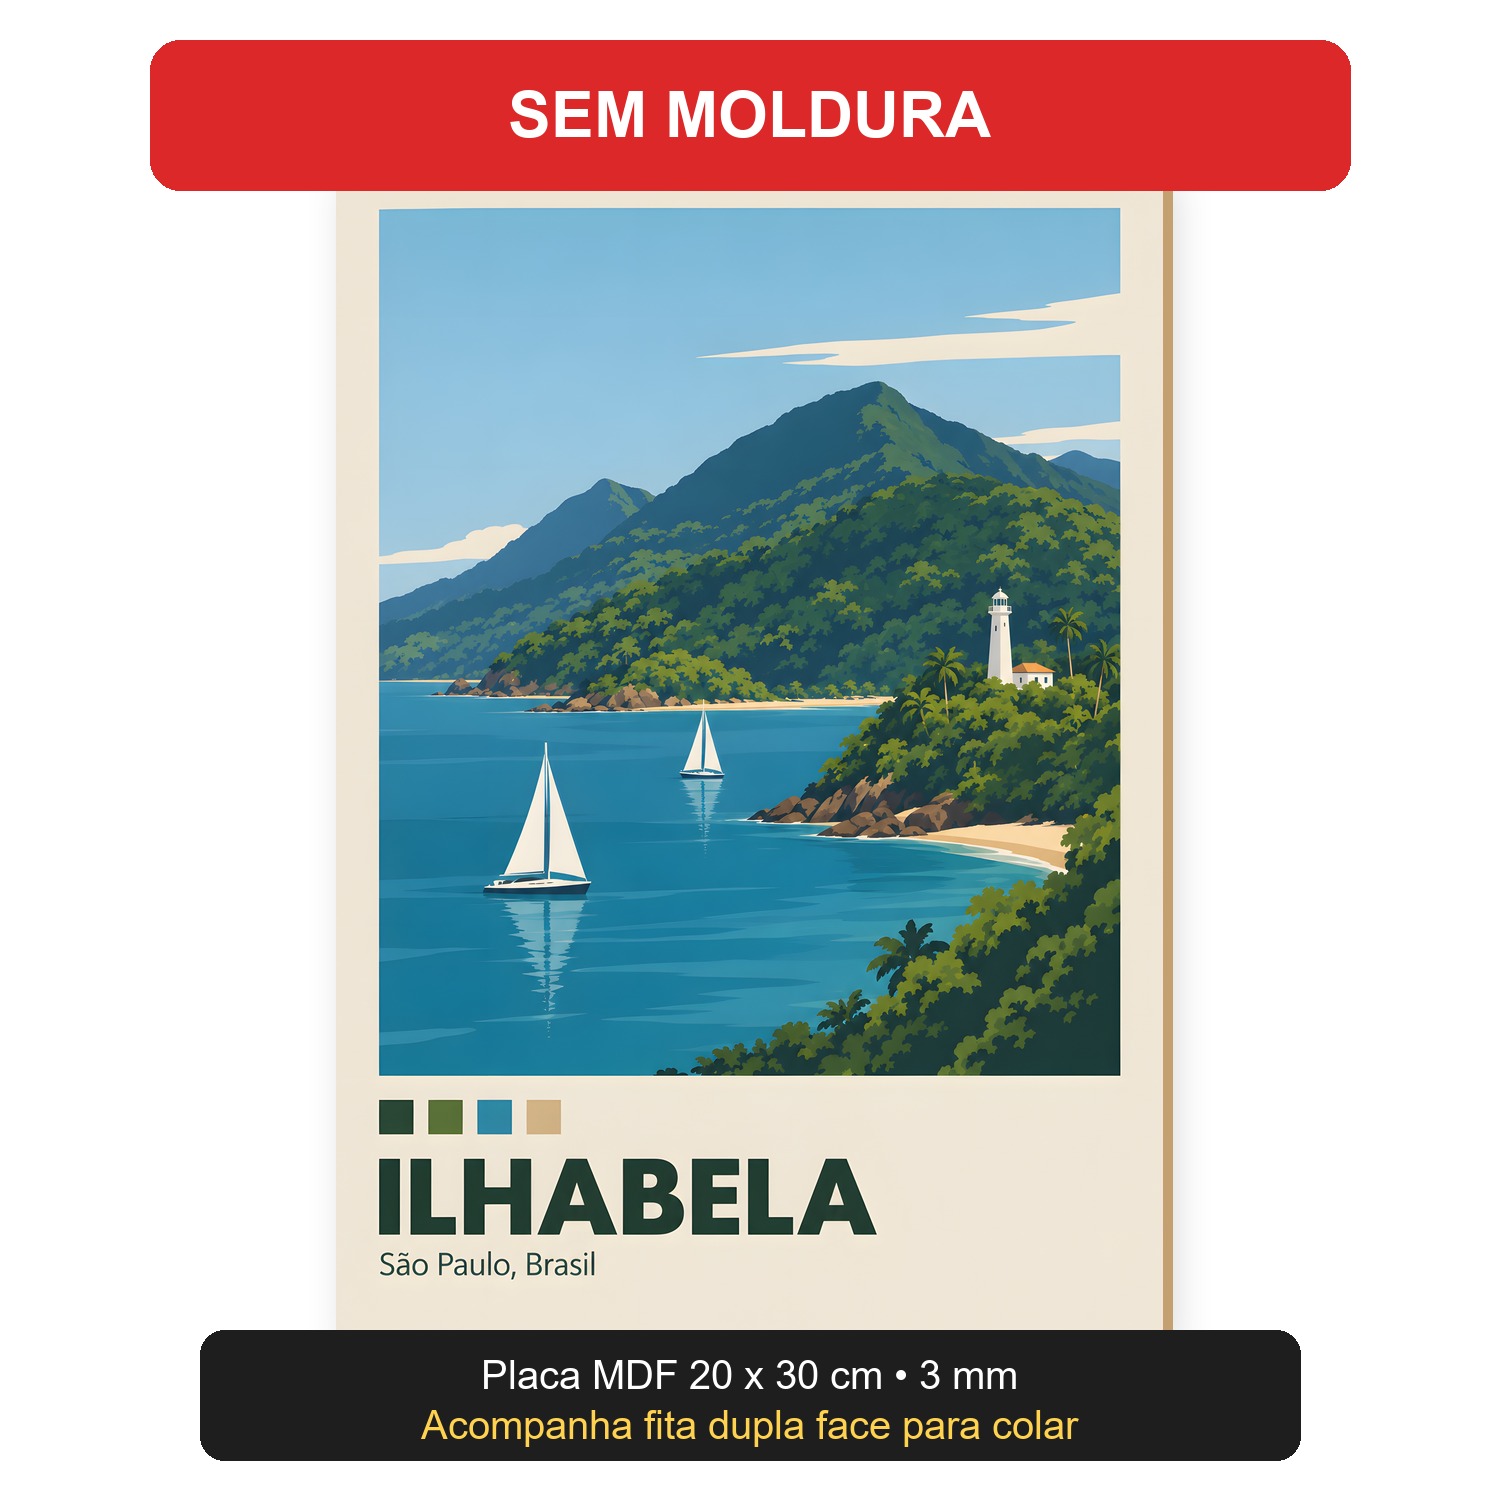 SEM MOLDURA
ILHABELA
São Paulo, Brasil
Placa MDF 20 x 30 cm • 3 mm
Acompanha fita dupla face para colar